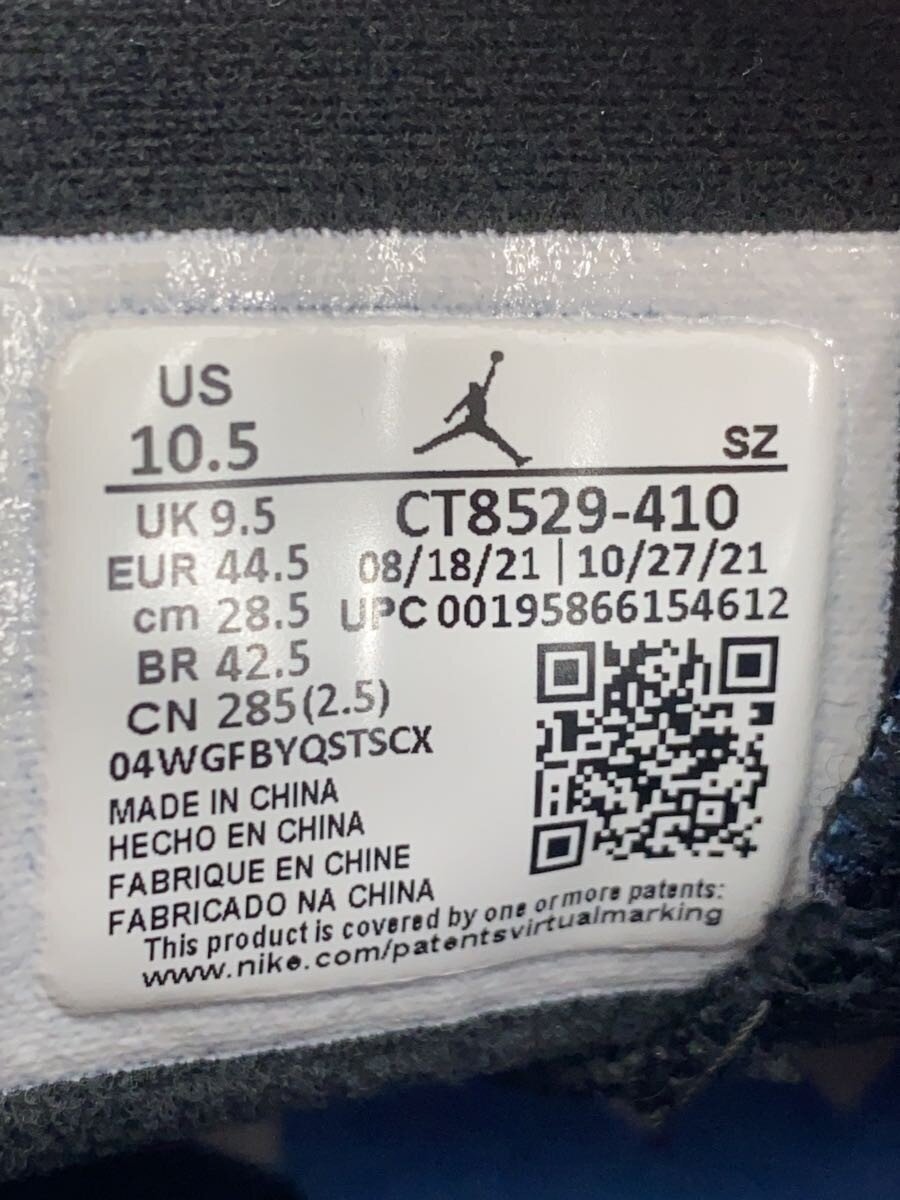 US
10.5
SZ
UK 9.5
CT8529-410
EUR 44.5
08/18/21 | 10/27/21
cm 28.5
UPC 00195866154612
BR 42.5
CN 285(2.5)
04WGFBYQSTSCX
MADE IN CHINA
HECHO EN CHINA
FABRIQUE EN CHINE
FABRICADO NA CHINA
This product is covered by one or more patents:
www.nike.com/patentsvirtualmarking